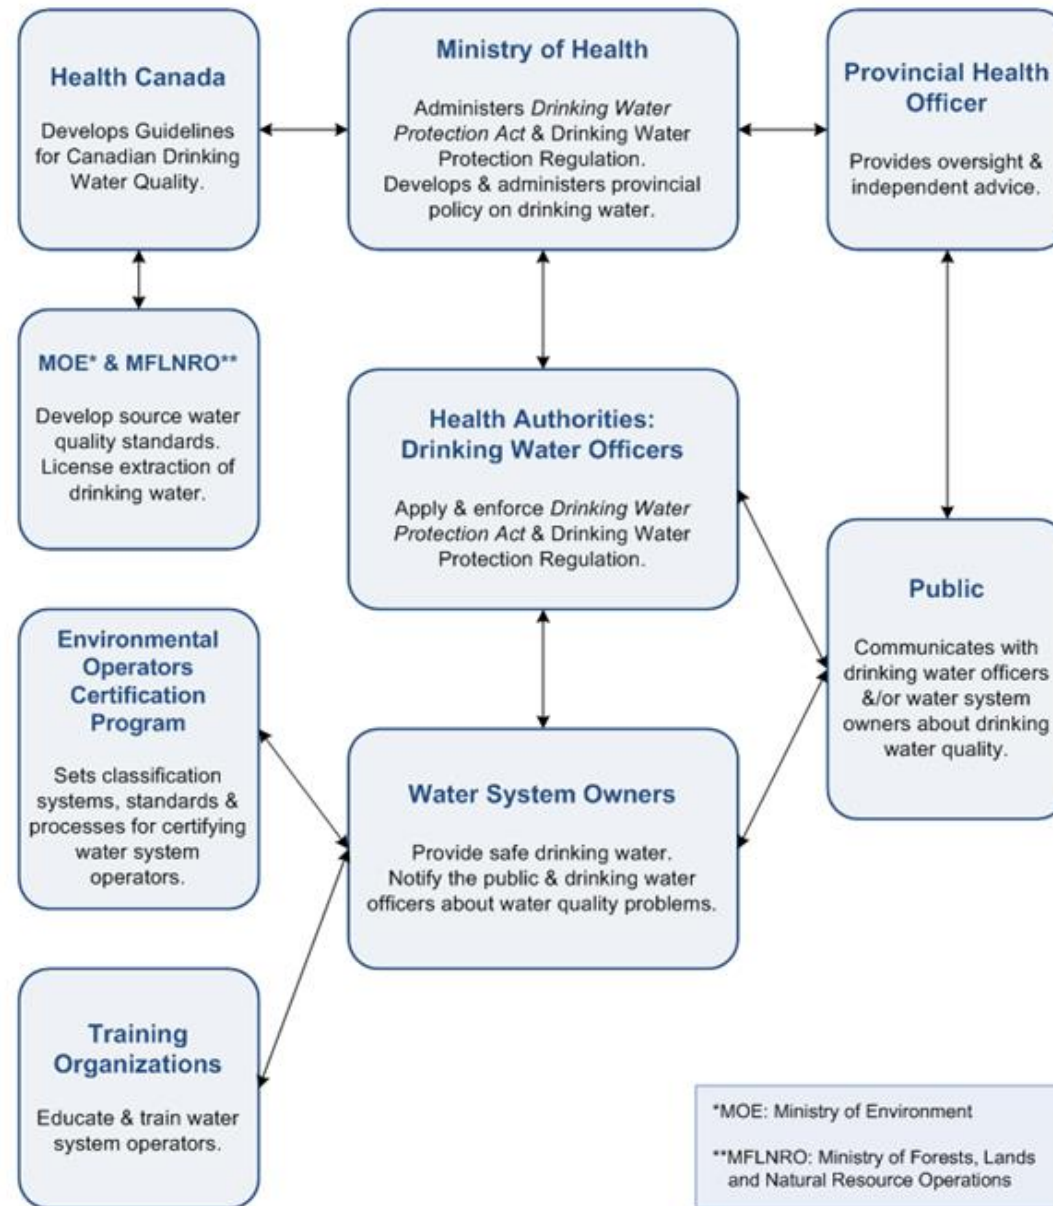 Health Canada
Develops Guidelines
for Canadian Drinking
Water Quality.
Ministry of Health
Administers Drinking Water
Protection Act & Drinking Water
Protection Regulation.
Develops & administers provincial
policy on drinking water.
Provincial Health
Officer
Provides oversight &
independent advice.
MOE* & MFLNRO**
Develop source water
quality standards.
License extraction of
drinking water.
Health Authorities:
Drinking Water Officers
Apply & enforce Drinking Water
Protection Act & Drinking Water
Protection Regulation.
Public
Communicates with
drinking water officers
&/or water system
owners about drinking
water quality.
Environmental
Operators
Certification
Program
Sets classification
systems, standards &
processes for certifying
water system
operators.
Water System Owners
Provide safe drinking water.
Notify the public & drinking water
officers about water quality problems.
Training
Organizations
Educate & train water
system operators.
*MOE: Ministry of Environment
**MFLNRO: Ministry of Forests, Lands
and Natural Resource Operations